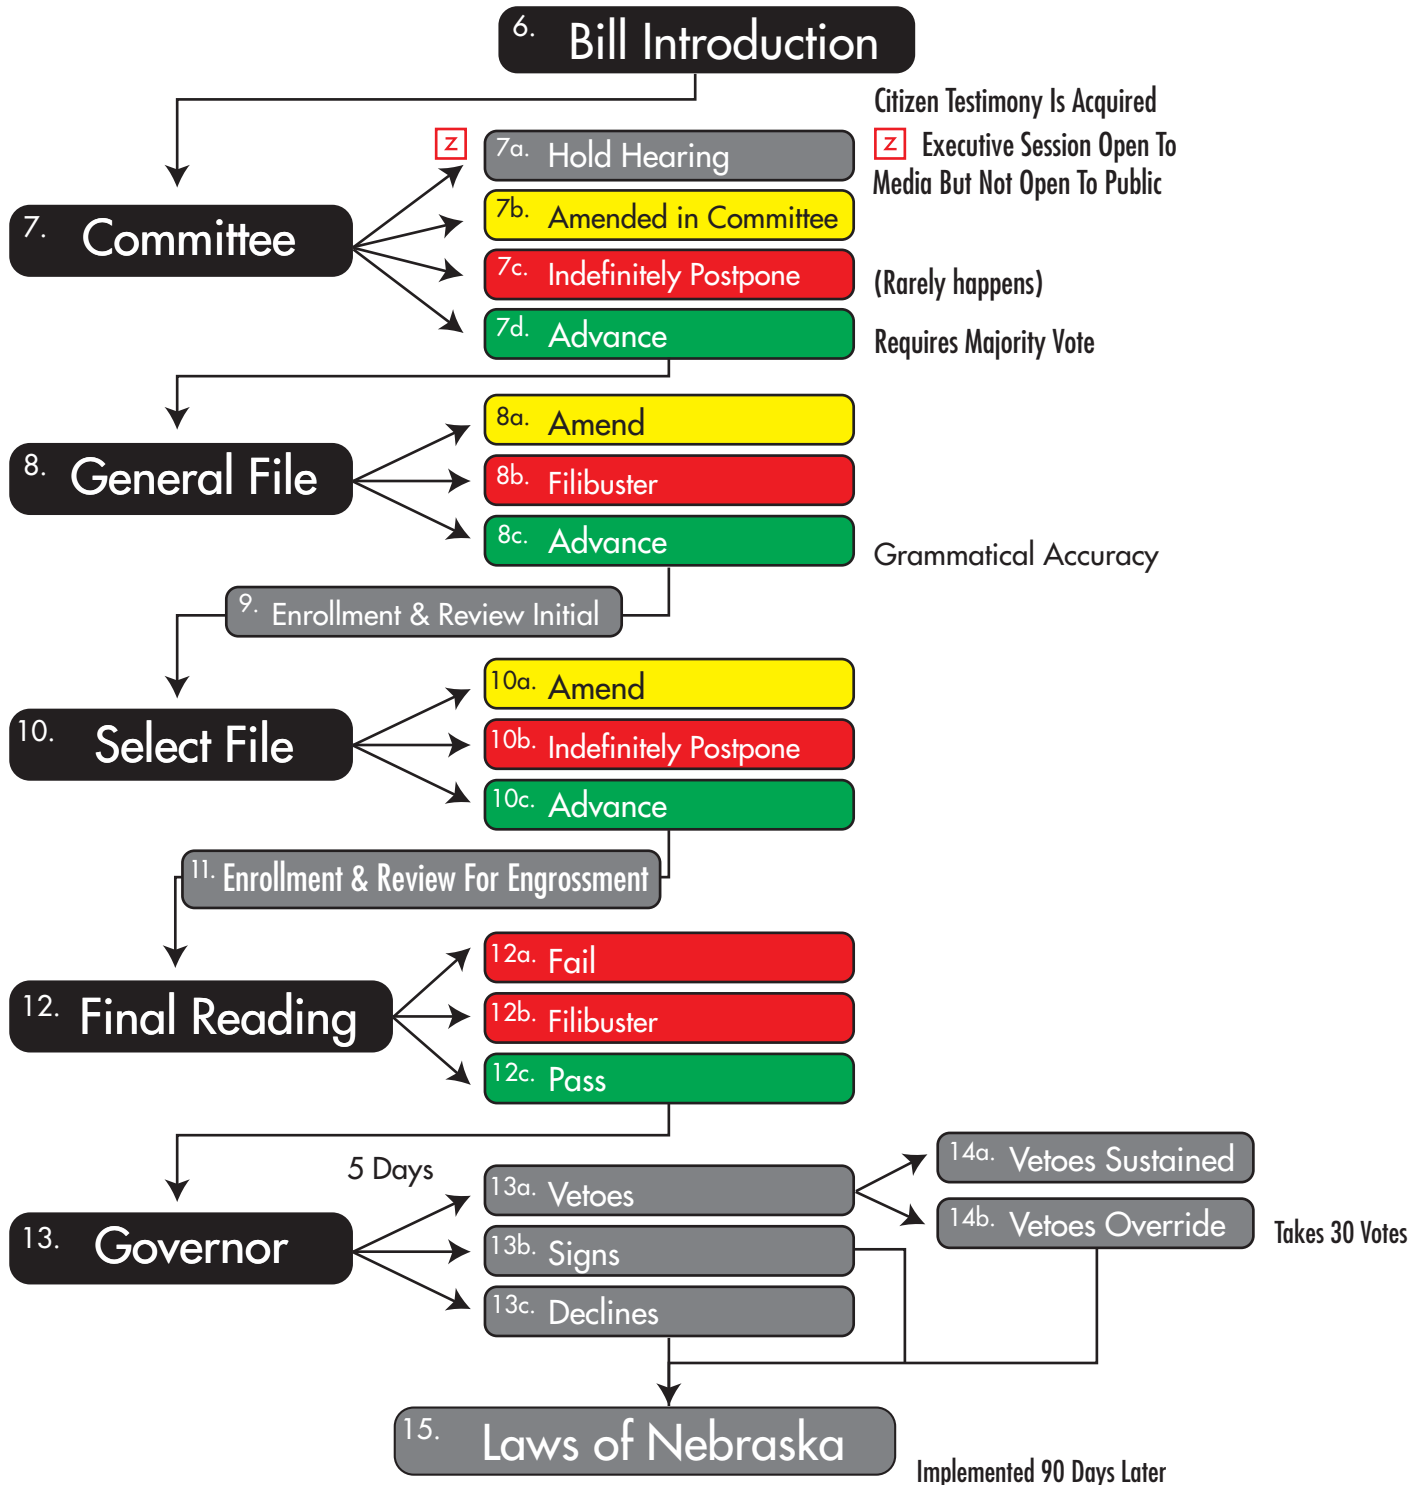 6. Bill Introduction
Citizen Testimony Is Acquired
Z 7a. Hold Hearing
Z Executive Session Open To
Media But Not Open To Public
7. Committee
7b. Amended in Committee
7c. Indefinitely Postpone
(Rarely happens)
7d. Advance
Requires Majority Vote
8. General File
8a. Amend
8b. Filibuster
8c. Advance
Grammatical Accuracy
9. Enrollment & Review Initial
10. Select File
10a. Amend
10b. Indefinitely Postpone
10c. Advance
11. Enrollment & Review For Engrossment
12. Final Reading
12a. Fail
12b. Filibuster
12c. Pass
5 Days
13. Governor
13a. Vetoes
13b. Signs
13c. Declines
14a. Vetoes Sustained
14b. Vetoes Override
Takes 30 Votes
15. Laws of Nebraska
Implemented 90 Days Later